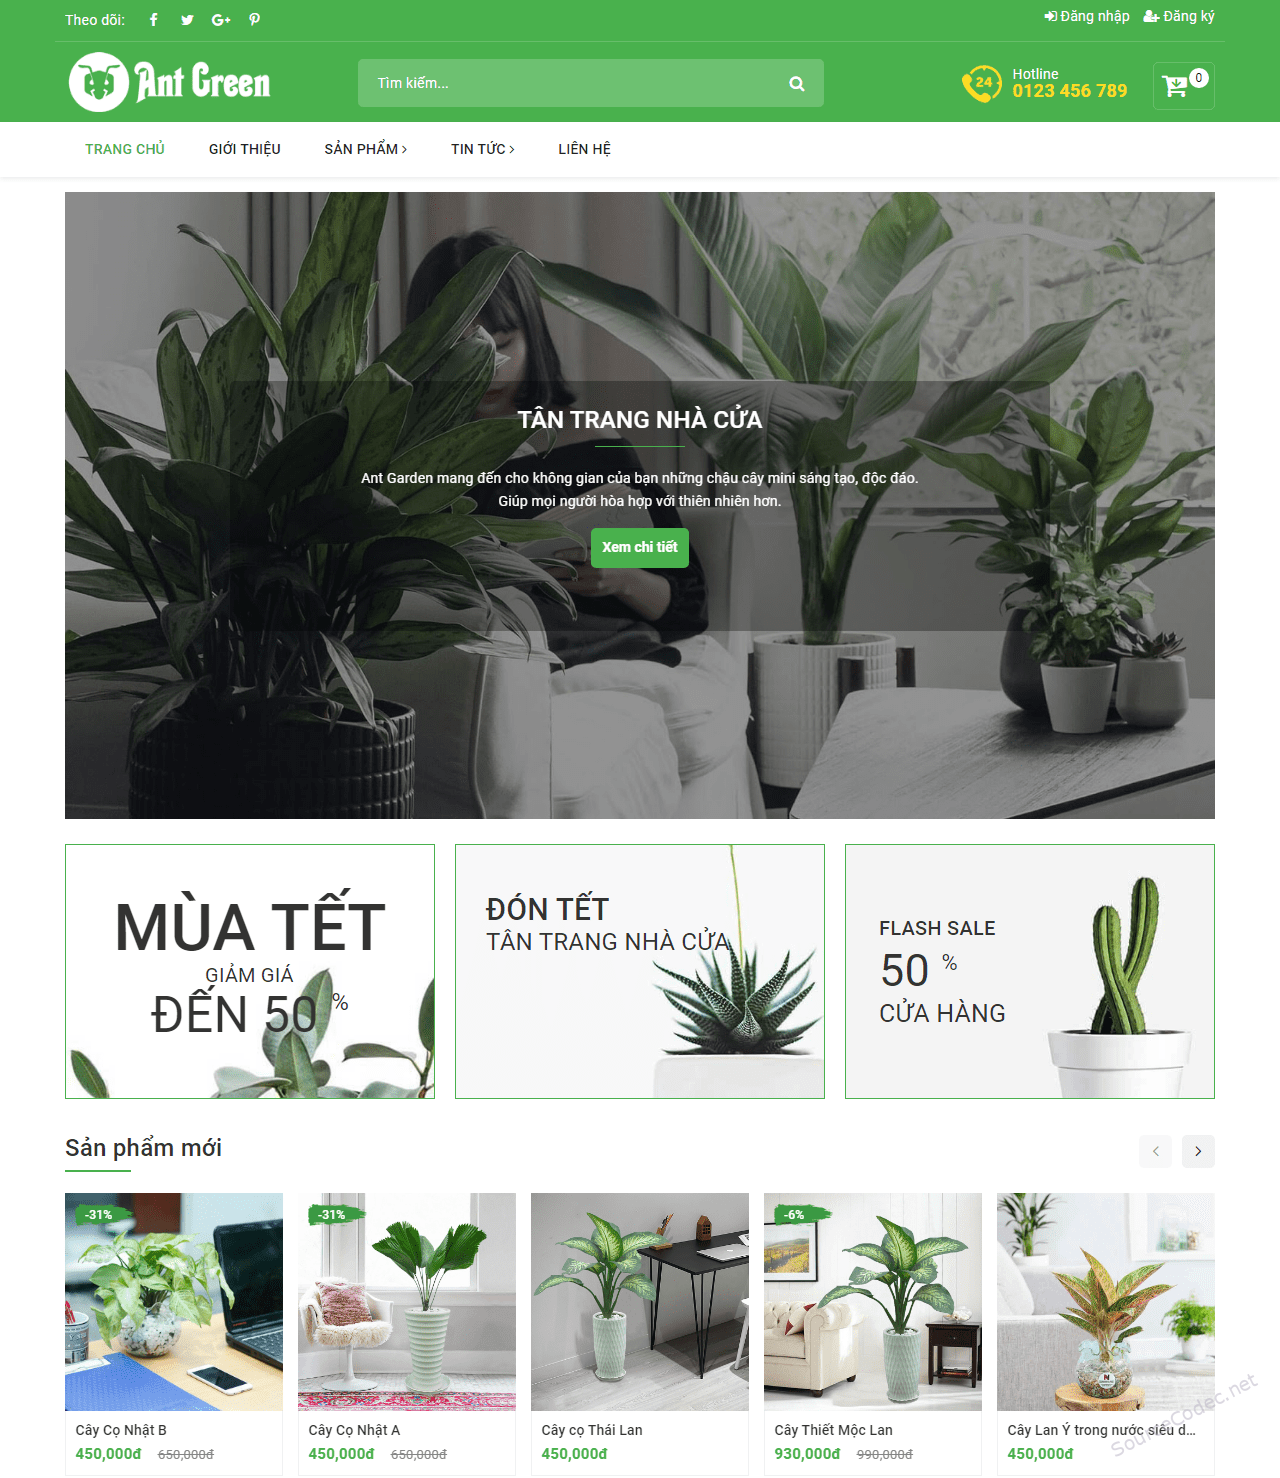 Theo dõi:
Đăng nhập Đăng ký
Ant Green
Tìm kiếm...
24
Hotline
0123 456 789
0
TRANG CHỦ GIỚI THIỆU SẢN PHẨM TIN TỨC LIÊN HỆ
TÂN TRANG NHÀ CỬA
Ant Garden mang đến cho không gian của bạn những chậu cây mini sáng tạo, độc đáo.
Giúp mọi người hòa hợp với thiên nhiên hơn.
Xem chi tiết
MÙA TẾT
GIẢM GIÁ
ĐẾN 50 %
ĐÓN TẾT
TÂN TRANG NHÀ CỬA
FLASH SALE
50 %
CỬA HÀNG
Sản phẩm mới
-31%
Cây Cọ Nhật B
450,000đ 650,000đ
-31%
Cây Cọ Nhật A
450,000đ 650,000đ
Cây cọ Thái Lan
450,000đ
-6%
Cây Thiết Mộc Lan
930,000đ 990,000đ
Cây Lan Ý trong nước siêu d...
450,000đ
SourceCodec.net